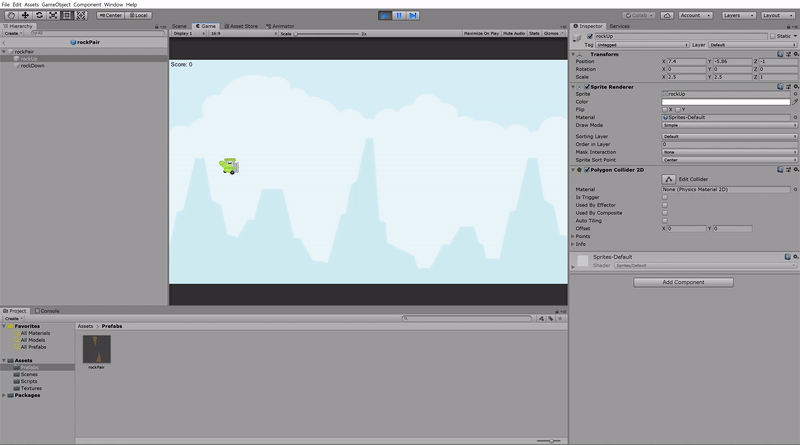 File Edit Assets GameObject Component Window Help
Center Local
Collab Account Layers Layout
Hierarchy
Create
rockPair
rockPair
rockUp
rockDown
Scene Game Asset Store Animator
Display 1 16:9 Scale 1x Maximize On Play Mute Audio Stats Gizmos
Score: 0
Inspector Services
rockUp Static
Tag Untagged Layer Default
Transform
Position X 7.4 Y -5.86 Z -1
Rotation X 0 Y 0 Z 0
Scale X 2.5 Y 2.5 Z 1
Sprite Renderer
Sprite rockUp
Color
Flip X Y
Material Sprites-Default
Draw Mode Simple
Sorting Layer Default
Order in Layer 0
Mask Interaction None
Sprite Sort Point Center
Polygon Collider 2D
Edit Collider
Material None (Physics Material 2D)
Is Trigger
Used By Effector
Used By Composite
Auto Tiling
Offset X 0 Y 0
Points
Info
Sprites-Default
Shader Sprites/Default
Add Component
Project Console
Create
Favorites
All Materials
All Models
All Prefabs
Assets
Prefabs
Scenes
Scripts
Textures
Packages
Assets > Prefabs
rockPair